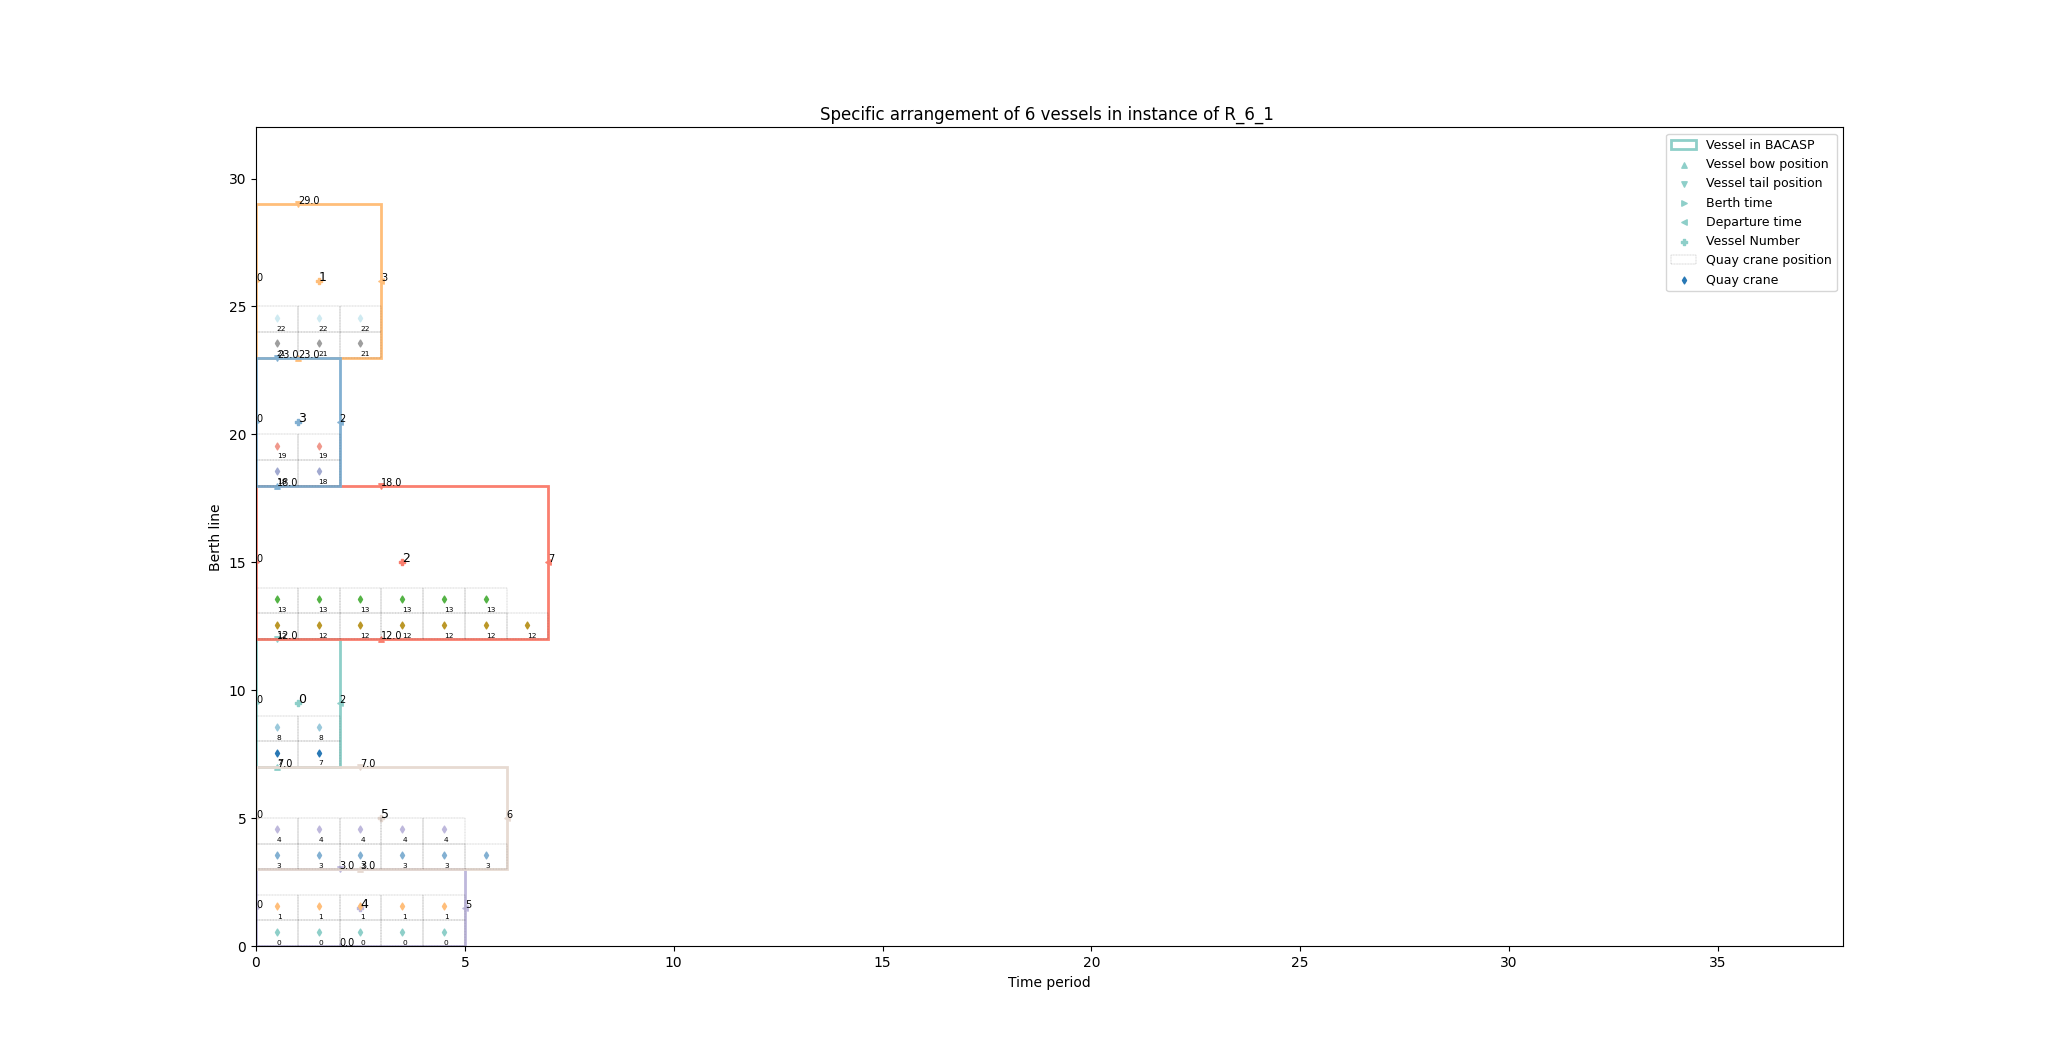 Specific arrangement of 6 vessels in instance of R_6_1
Vessel in BACASP
Vessel bow position
Vessel tail position
Berth time
Departure time
Vessel Number
Quay crane position
Quay crane
30
29.0
0 1 3
25
22 22 22
23.0 23.0 21 21
0 3 2
20
19 19
18
18.0 18.0
0 2 7
15
13 13 13 13 13 13
12 12 12 12 12
12.0 12.0
0 0 2
10
8 8
7
7.0 7.0
0 5 6
5
4 4 4 4 4
3 3 3 3 3
3.0 3.0
0 4 5
1 1 1 1 1
0 0 0 0 0
0.0
0
0 5 10 15 20 25 30 35
Time period
Berth line